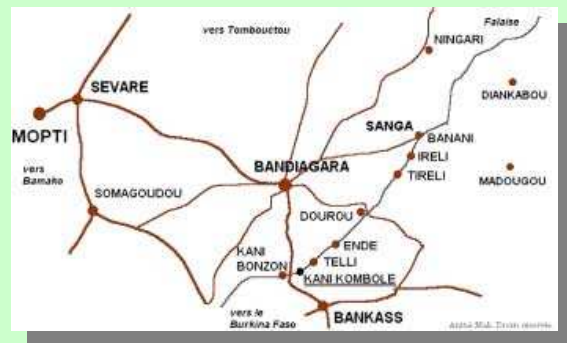 vers Tombouctou
Falaise
NINGARI
SEVARE
DIANKABOU
MOPTI
SANGA
BANANI
vers
Bamako
BANDIAGARA
IRELI
TIRELI
MADOUGOU
SOMAGOUDOU
DOUROU
ENDE
KANI
BONZON
TELLI
KANI KOMBOLE
vers le
Burkina Faso
BANKASS